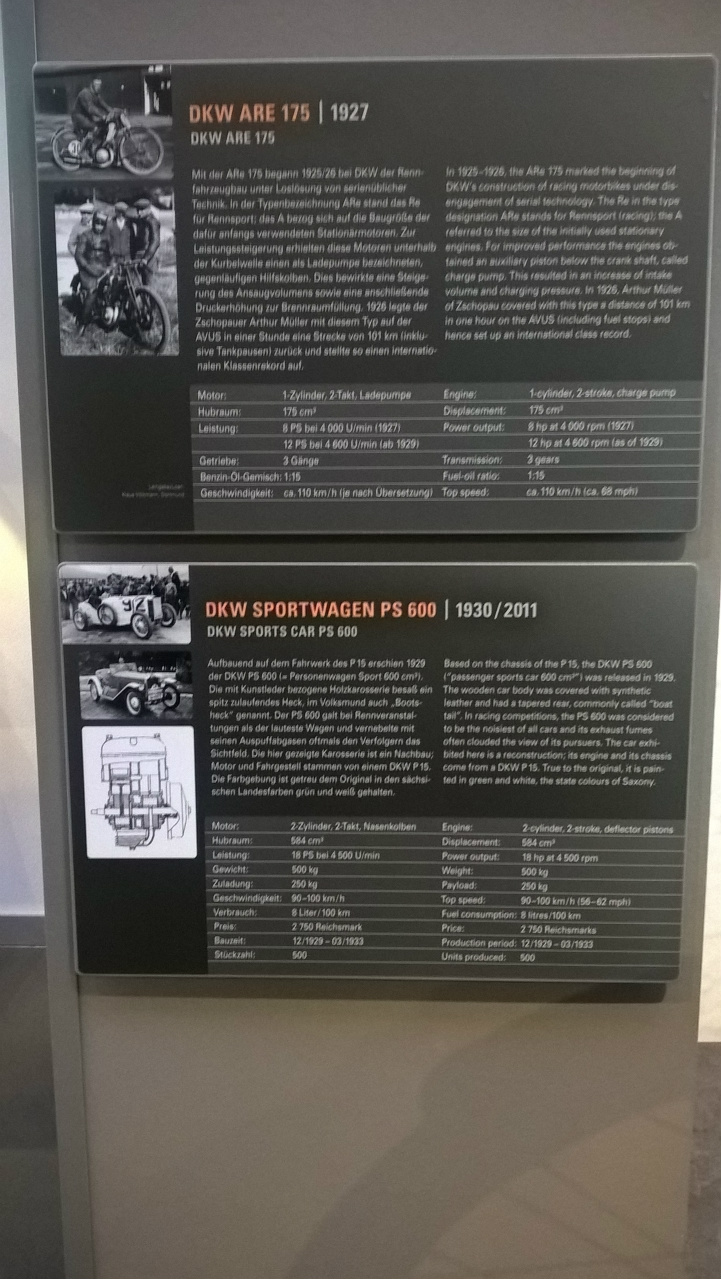 DKW ARE 175 | 1927
DKW ARE 175
Mit der ARe 175 begann 1925/26 bei DKW der Renn-
fahrzeugbau unter Loslösung von serienüblicher
Technik. In der Typenbezeichnung ARe stand das Re
für Rennsport; das A bezog sich auf die Baugröße der
dafür anfangs verwendeten Stationärmotoren. Zur
Leistungssteigerung erhielten diese Motoren unterhalb
der Kurbelwelle einen als Ladepumpe bezeichneten,
gegenläufigen Hilfskolben. Dies bewirkte eine Steige-
rung des Ansaugvolumens sowie eine anschließende
Druckerhöhung zur Brennraumfüllung. 1926 legte der
Zschopauer Arthur Müller mit diesem Typ auf der
AVUS in einer Stunde eine Strecke von 101 km (inklu-
sive Tankpausen) zurück und stellte so einen internatio-
nalen Klassenrekord auf.
In 1925-1926, the ARe 175 marked the beginning of
DKW's construction of racing motorbikes under dis-
engagement of serial technology. The Re in the type
designation ARe stands for Rennsport (racing); the A
referred to the size of the initially used stationary
engines. For improved performance the engines ob-
tained an auxiliary piston below the crank shaft, called
charge pump. This resulted in an increase of intake
volume and charging pressure. In 1926, Arthur Müller
of Zschopau covered with this type a distance of 101 km
in one hour on the AVUS (including fuel stops) and
hence set up an international class record.
Motor: 1-Zylinder, 2-Takt, Ladepumpe
Hubraum: 175 cm³
Leistung: 8 PS bei 4 000 U/min (1927)
12 PS bei 4 600 U/min (ab 1929)
Getriebe: 3 Gänge
Benzin-Öl-Gemisch: 1:15
Geschwindigkeit: ca. 110 km/h (je nach Übersetzung)
Engine: 1-cylinder, 2-stroke, charge pump
Displacement: 175 cm³
Power output: 8 hp at 4 000 rpm (1927)
12 hp at 4 600 rpm (as of 1929)
Transmission: 3 gears
Fuel-oil ratio: 1:15
Top speed: ca. 110 km/h (ca. 68 mph)
DKW SPORTWAGEN PS 600 | 1930/2011
DKW SPORTS CAR PS 600
Aufbauend auf dem Fahrwerk des P 15 erschien 1929
der DKW PS 600 (= Personenwagen Sport 600 cm³).
Die mit Kunstleder bezogene Holzkarosserie besaß ein
spitz zulaufendes Heck, im Volksmund auch „Boots-
heck" genannt. Der PS 600 galt bei Rennveranstal-
tungen als der lauteste Wagen und vernebelte mit
seinen Auspuffabgasen oftmals den Verfolgern das
Sichtfeld. Die hier gezeigte Karosserie ist ein Nachbau;
Motor und Fahrgestell stammen von einem DKW P 15.
Die Farbgebung ist getreu dem Original in den sächsi-
schen Landesfarben grün und weiß gehalten.
Based on the chassis of the P 15, the DKW PS 600
("passenger sports car 600 cm³") was released in 1929.
The wooden car body was covered with synthetic
leather and had a tapered rear, commonly called "boat
tail". In racing competitions, the PS 600 was considered
to be the noisiest of all cars and its exhaust fumes
often clouded the view of its pursuers. The car exhi-
bited here is a reconstruction; its engine and its chassis
come from a DKW P 15. True to the original, it is pain-
ted in green and white, the state colours of Saxony.
Motor: 2-Zylinder, 2-Takt, Nasenkolben
Hubraum: 584 cm³
Leistung: 18 PS bei 4 500 U/min
Gewicht: 500 kg
Zuladung: 250 kg
Geschwindigkeit: 90–100 km/h
Verbrauch: 8 Liter/100 km
Preis: 2 750 Reichsmark
Bauzeit: 12/1929 – 03/1933
Stückzahl: 500
Engine: 2-cylinder, 2-stroke, deflector pistons
Displacement: 584 cm³
Power output: 18 hp at 4 500 rpm
Weight: 500 kg
Payload: 250 kg
Top speed: 90–100 km/h (56–62 mph)
Fuel consumption: 8 litres/100 km
Price: 2 750 Reichsmarks
Production period: 12/1929 – 03/1933
Units produced: 500